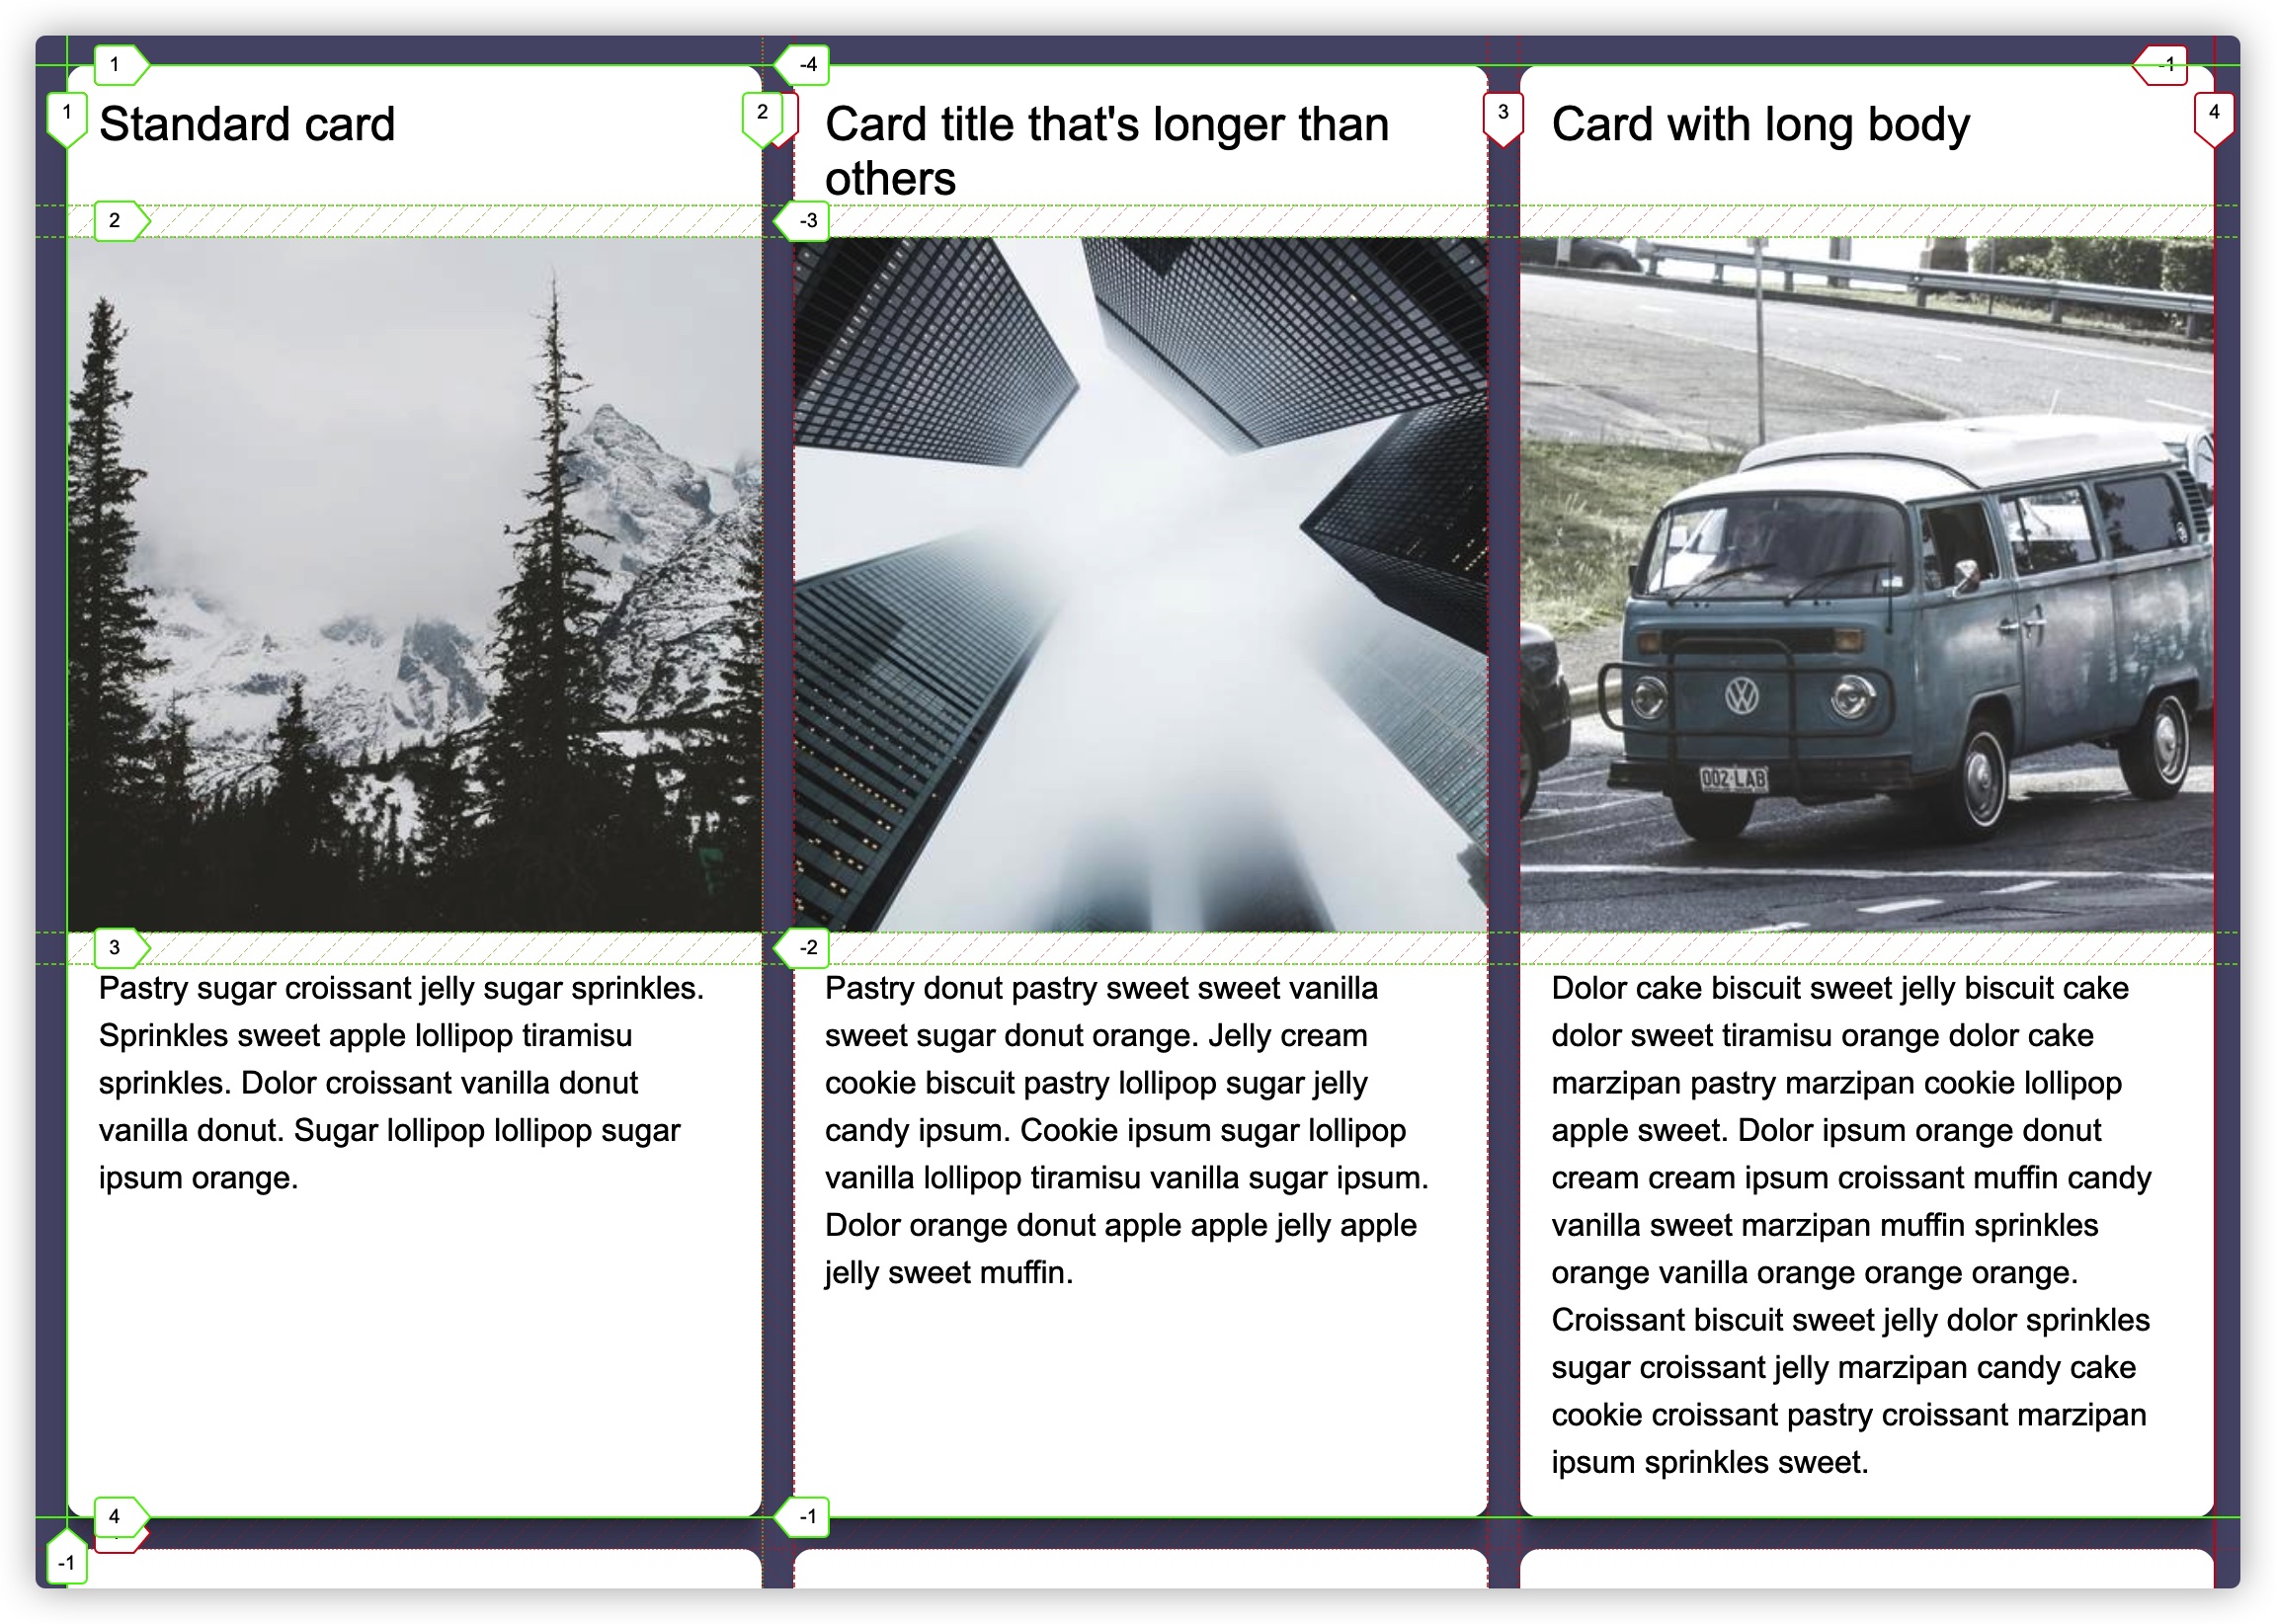 1
-4
-1
1
Standard card
2
Card title that's longer than
others
3
Card with long body
4
2
-3
002 LAB
3
-2
Pastry sugar croissant jelly sugar sprinkles.
Sprinkles sweet apple lollipop tiramisu
sprinkles. Dolor croissant vanilla donut
vanilla donut. Sugar lollipop lollipop sugar
ipsum orange.
Pastry donut pastry sweet sweet vanilla
sweet sugar donut orange. Jelly cream
cookie biscuit pastry lollipop sugar jelly
candy ipsum. Cookie ipsum sugar lollipop
vanilla lollipop tiramisu vanilla sugar ipsum.
Dolor orange donut apple apple jelly apple
jelly sweet muffin.
Dolor cake biscuit sweet jelly biscuit cake
dolor sweet tiramisu orange dolor cake
marzipan pastry marzipan cookie lollipop
apple sweet. Dolor ipsum orange donut
cream cream ipsum croissant muffin candy
vanilla sweet marzipan muffin sprinkles
orange vanilla orange orange orange.
Croissant biscuit sweet jelly dolor sprinkles
sugar croissant jelly marzipan candy cake
cookie croissant pastry croissant marzipan
ipsum sprinkles sweet.
4
-1
-1